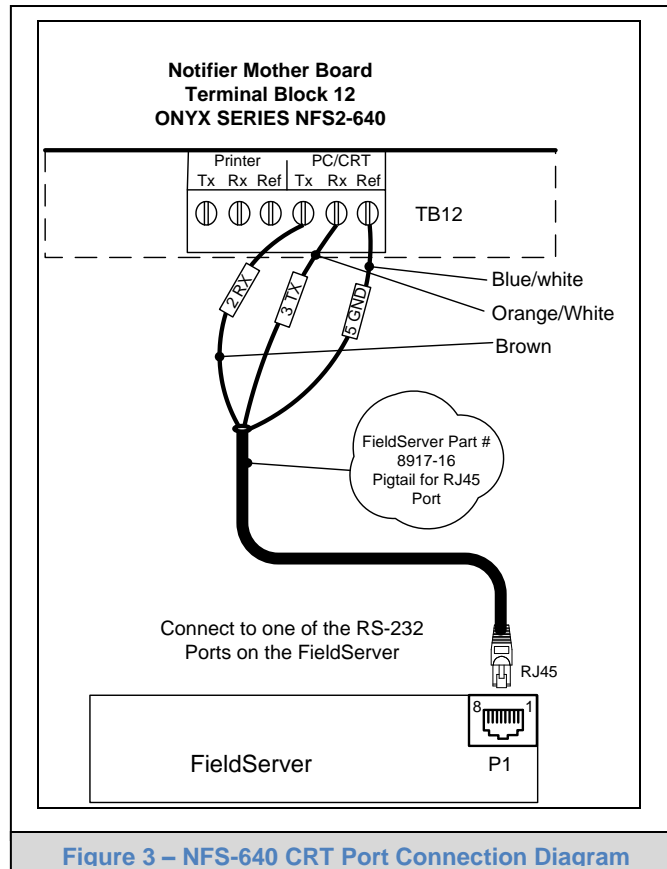 Notifier Mother Board
Terminal Block 12
ONYX SERIES NFS2-640
Printer PC/CRT
Tx Rx Ref Tx Rx Ref
TB12
2 RX
3 TX
5 GND
Blue/white
Orange/White
Brown
FieldServer Part #
8917-16
Pigtail for RJ45
Port
Connect to one of the RS-232
Ports on the FieldServer
RJ45
8 1
FieldServer
P1
Figure 3 – NFS-640 CRT Port Connection Diagram